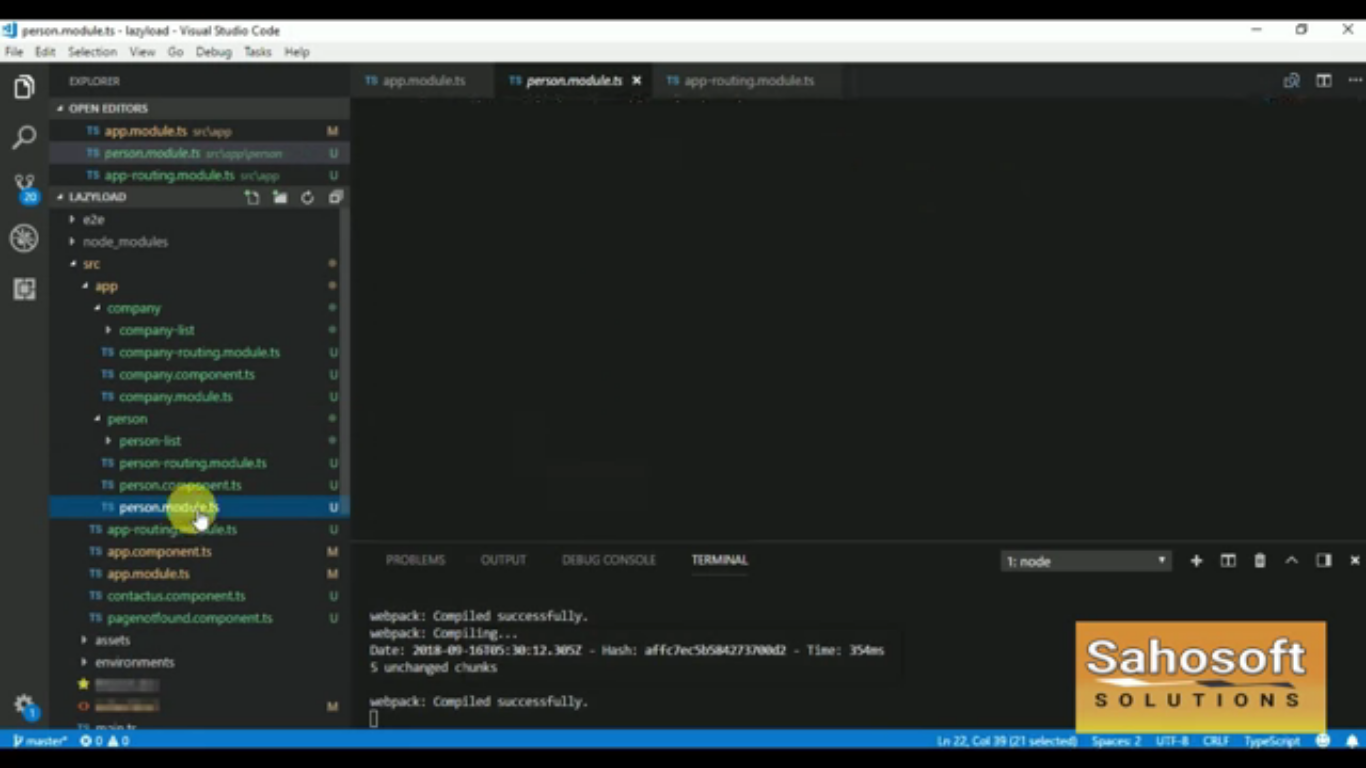 person.module.ts - lazyload - Visual Studio Code
File Edit Selection View Go Debug Tasks Help
EXPLORER
TS app.module.ts TS person.module.ts × TS app-routing.module.ts
OPEN EDITORS
TS app.module.ts src\app M
TS person.module.ts src\app\person U
TS app-routing.module.ts src\app U
20
LAZYLOAD
e2e
node_modules
src
app
company
company-list
TS company-routing.module.ts U
TS company.component.ts U
TS company.module.ts U
person
person-list
TS person-routing.module.ts U
TS person.component.ts U
TS person.module.ts U
TS app-routing.module.ts U
TS app.component.ts M
TS app.module.ts M
TS contactus.component.ts U
TS pagenotfound.component.ts U
assets
environments
M
TS main.ts
PROBLEMS OUTPUT DEBUG CONSOLE TERMINAL 1: node
webpack: Compiled successfully.
webpack: Compiling...
Date: 2018-09-16T05:30:12.305Z - Hash: affc7ec5b584273700d2 - Time: 354ms
5 unchanged chunks
webpack: Compiled successfully.
Sahosoft
SOLUTIONS
1
master* 0 0 Ln 22, Col 39 (21 selected) Spaces: 2 UTF-8 CRLF TypeScript